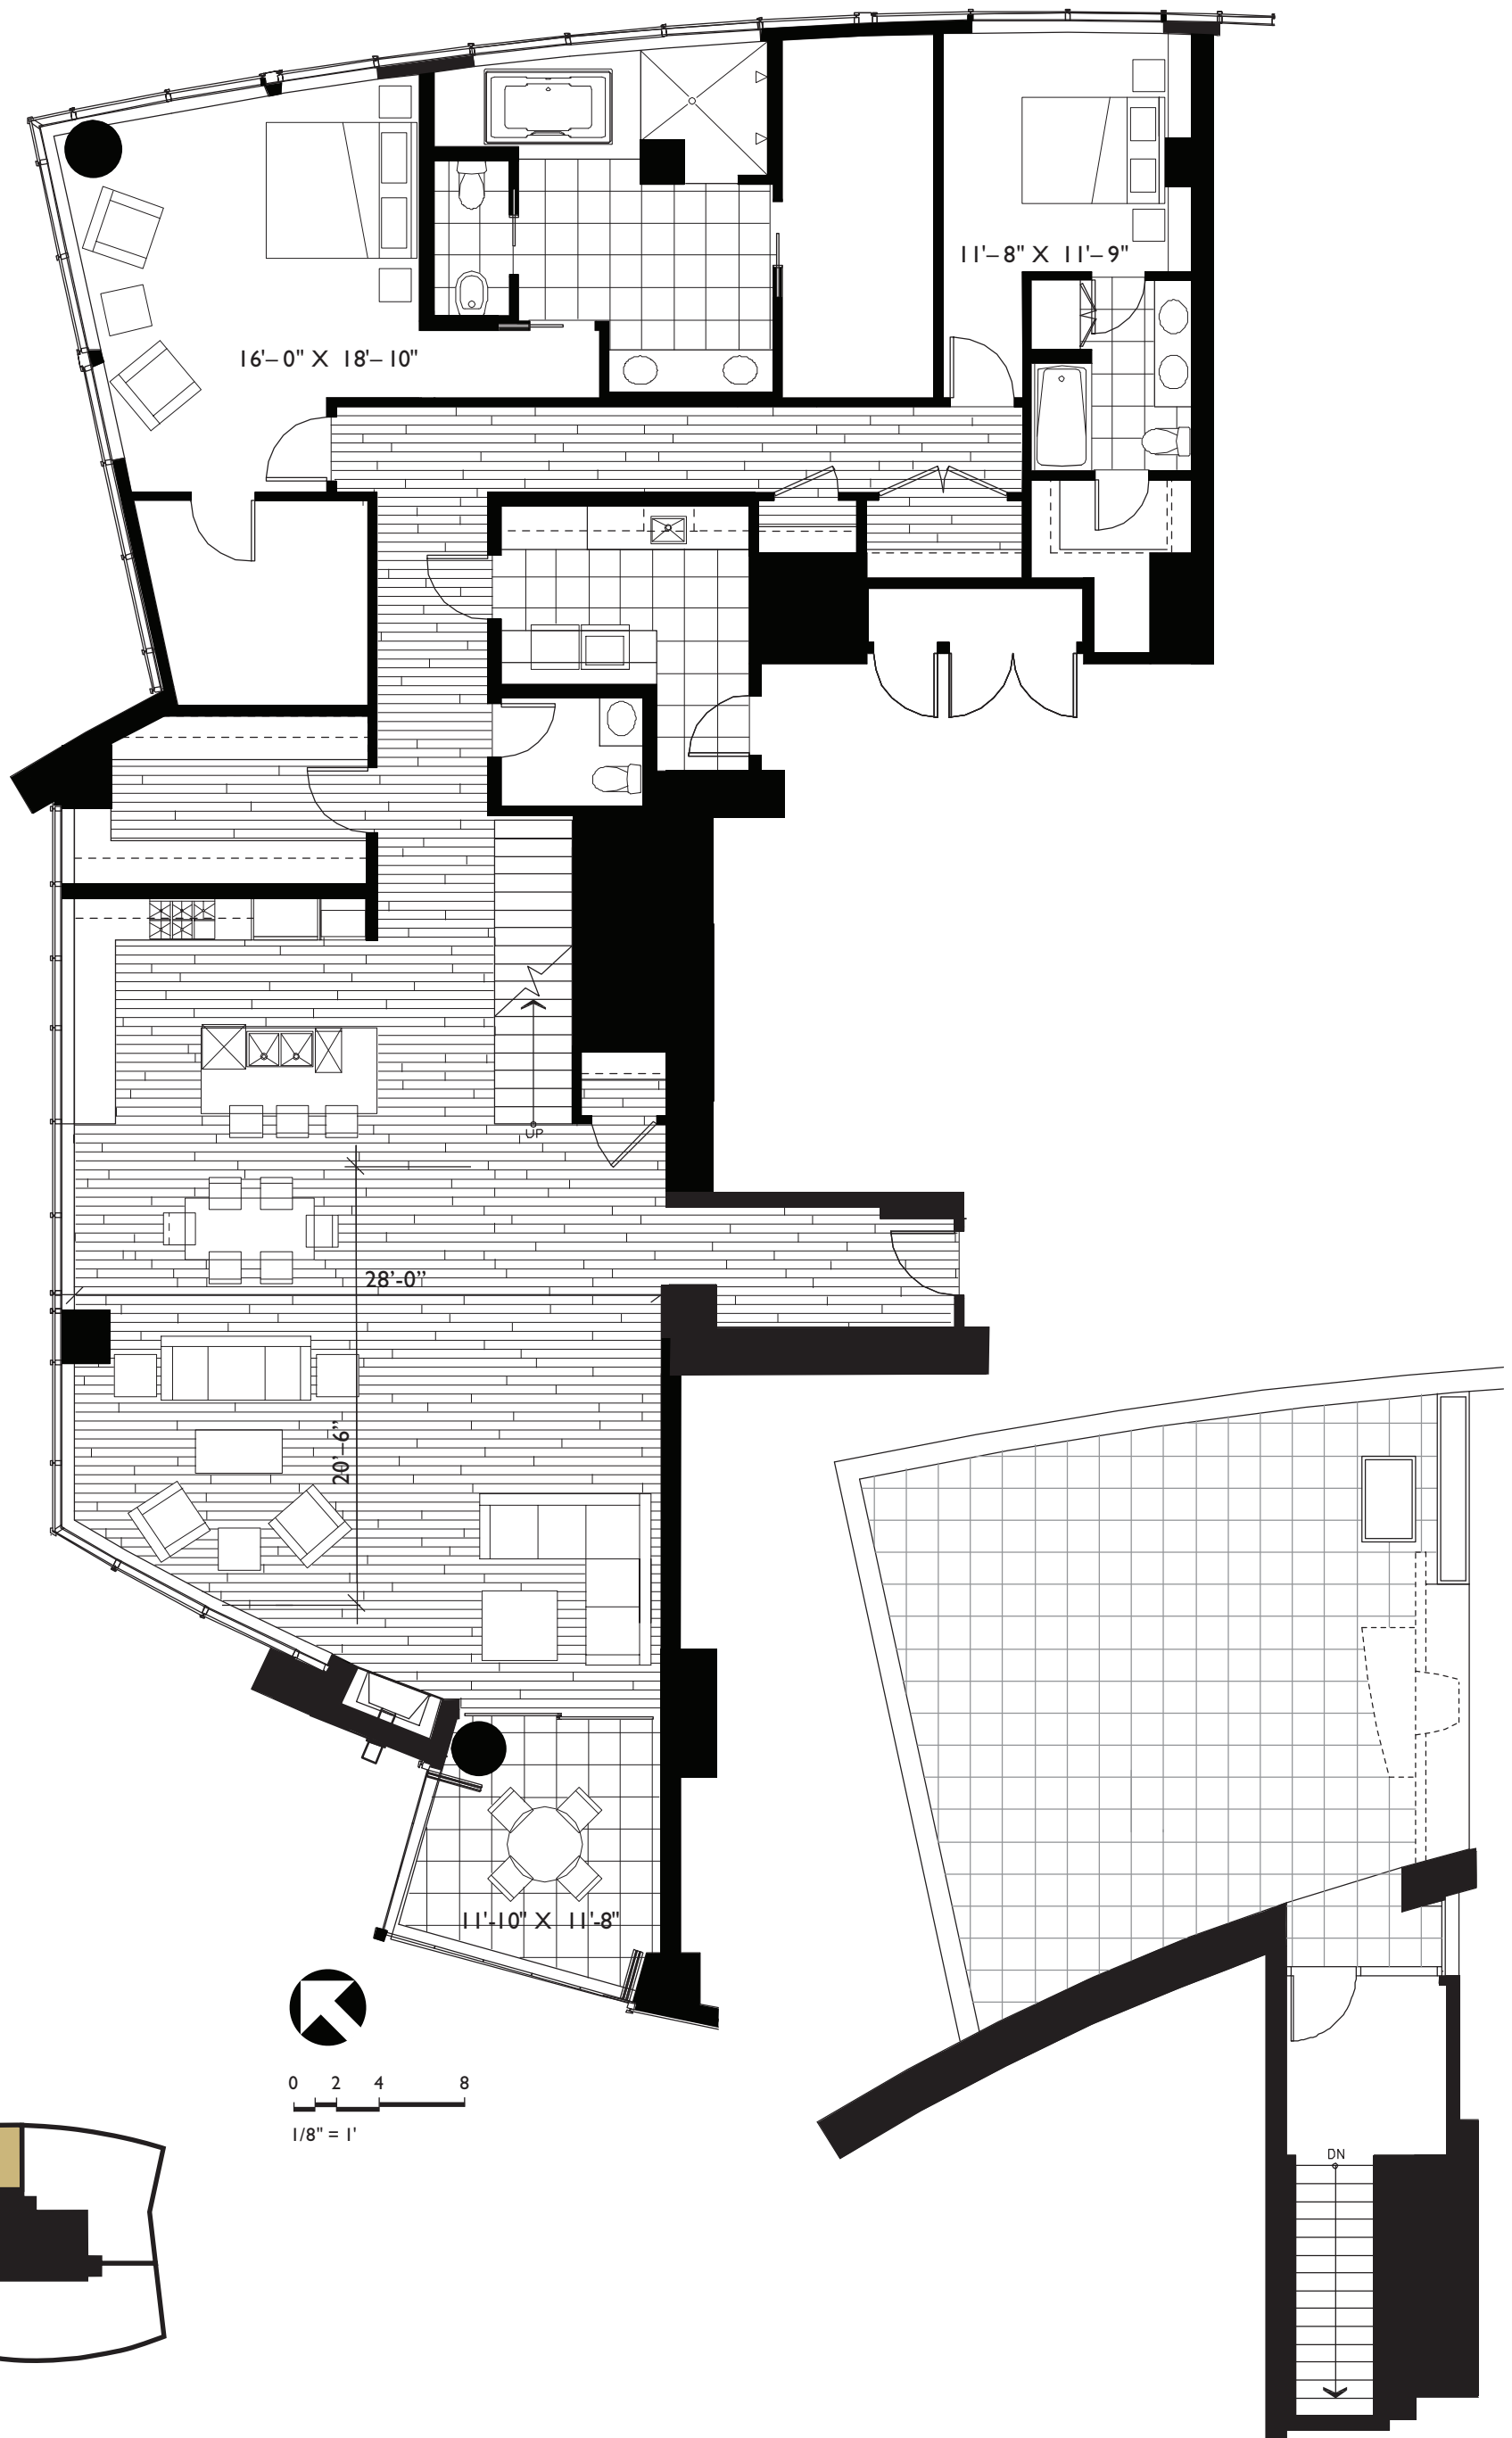 11'–8" X 11'–9"
16'–0" X 18'–10"
UP
28'-0"
20'–6"
11'-10" X 11'-8"
0 2 4 8
1/8" = 1'
DN